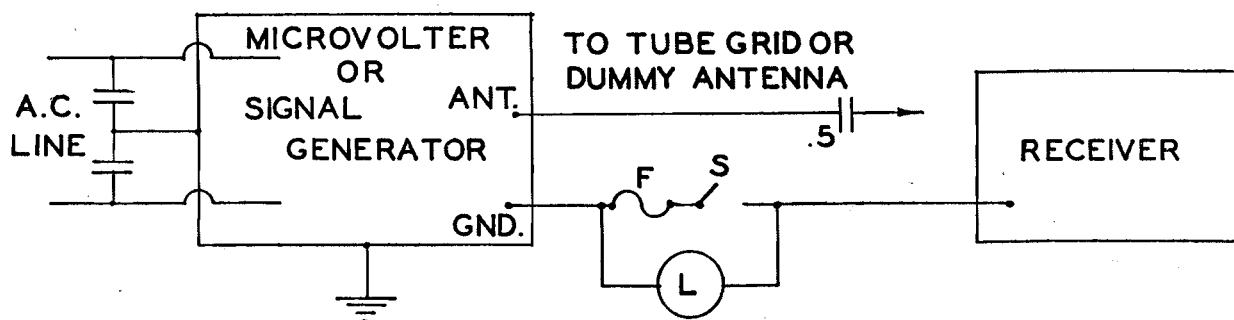 MICROVOLTER
OR
SIGNAL
GENERATOR
A.C.
LINE
ANT.
GND.
TO TUBE GRID OR
DUMMY ANTENNA
.5
F
S
L
RECEIVER